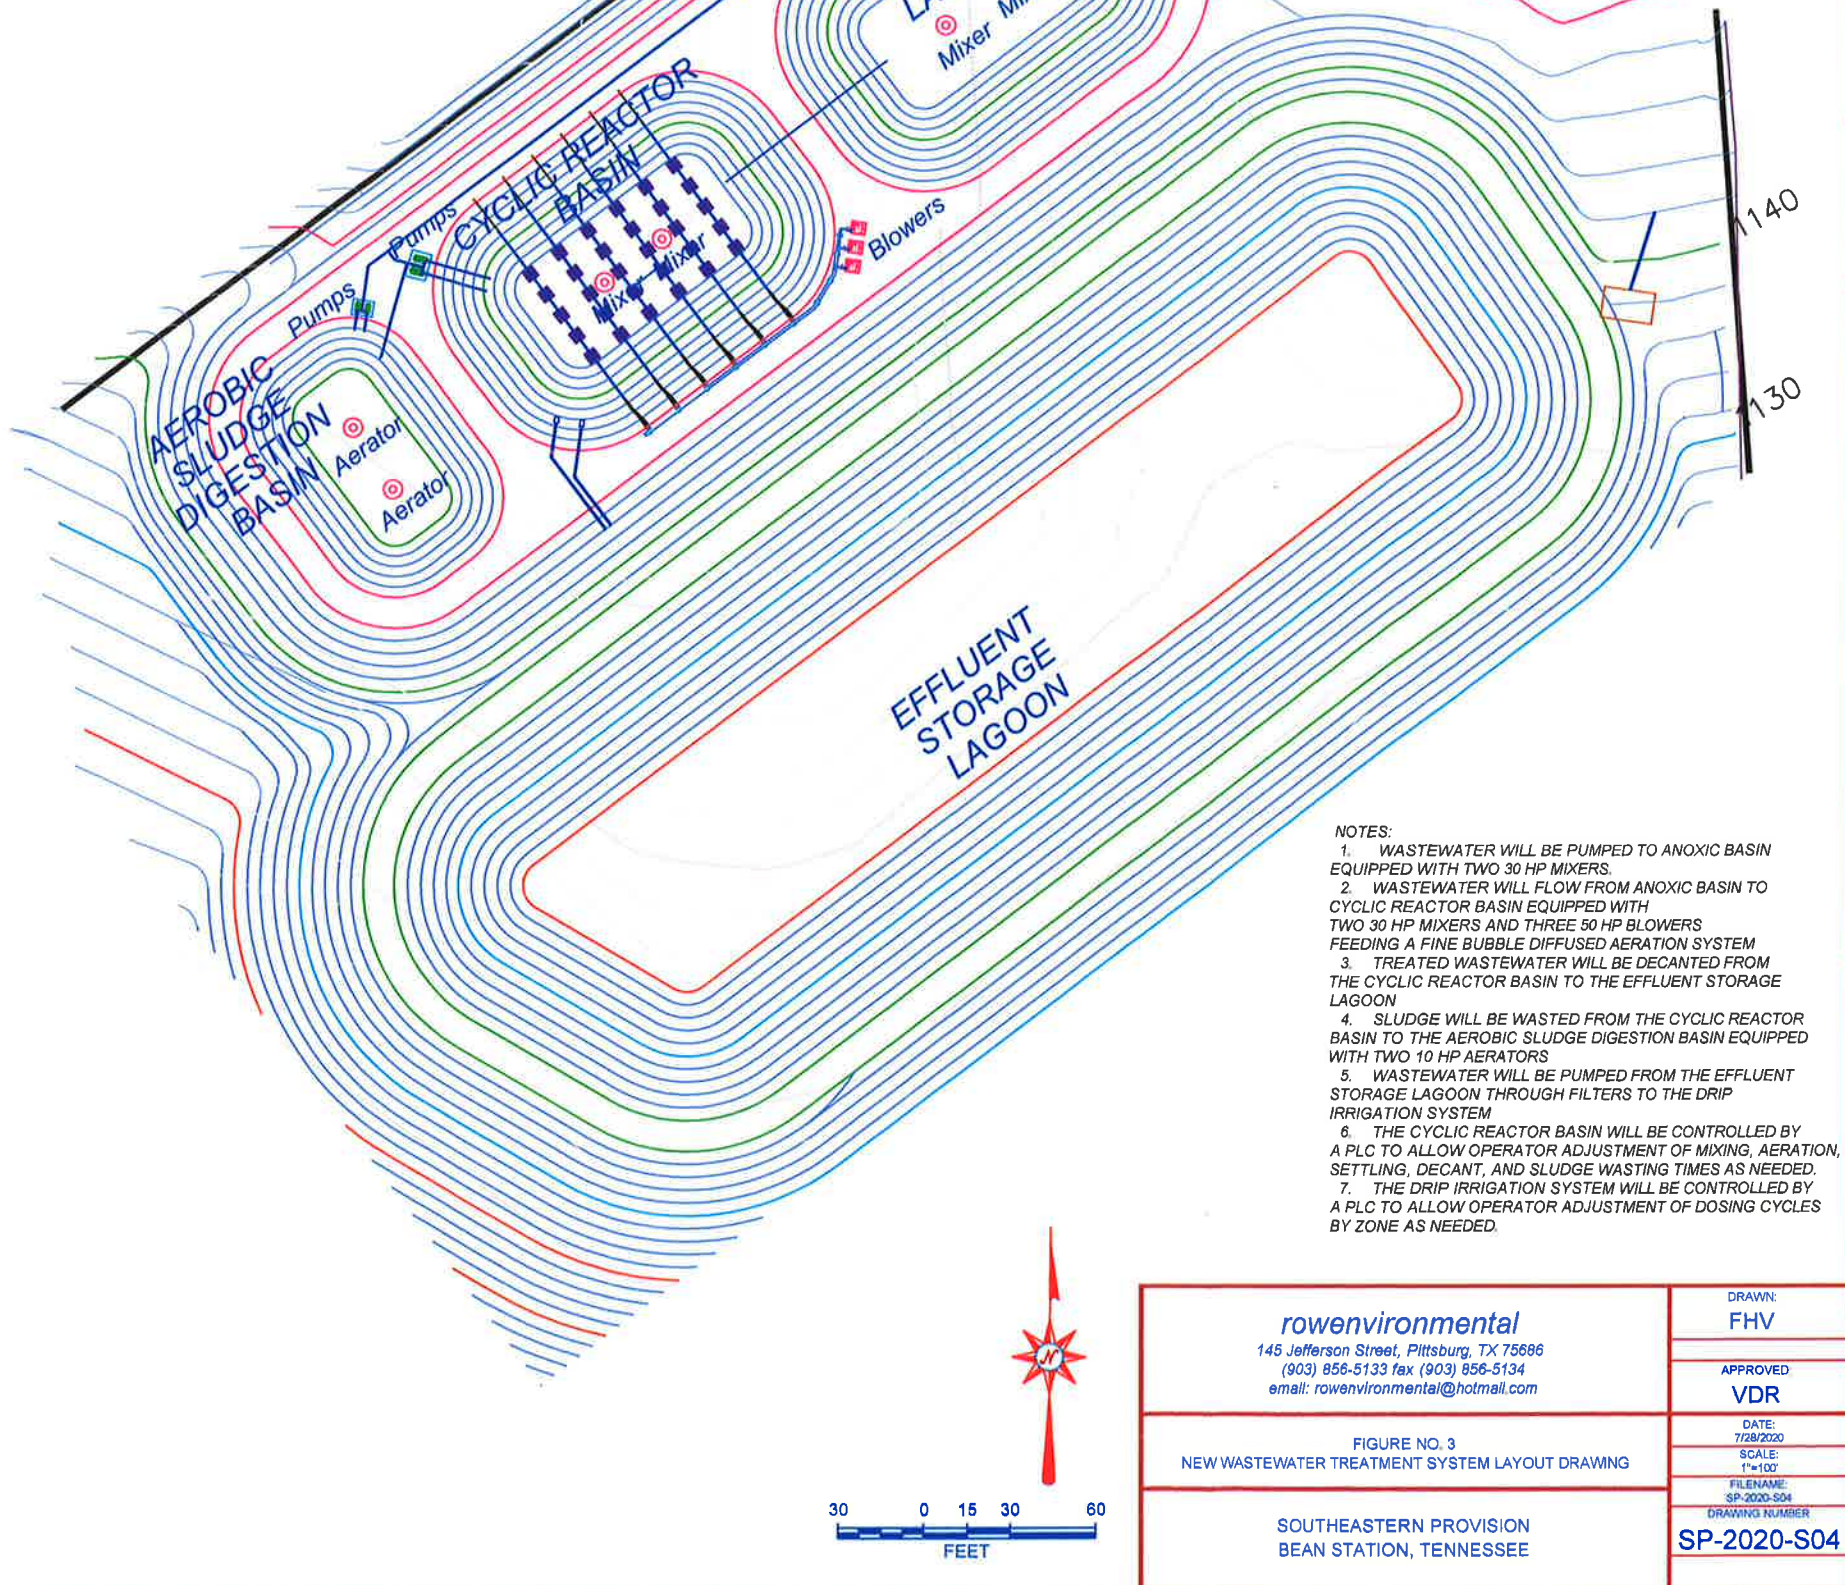 Mixer
CYCLIC REACTOR
BASIN
Pumps
Pumps
Mixer
Mixer
Blowers
1140
1130
AEROBIC
SLUDGE
DIGESTION
BASIN
Aerator
Aerator
EFFLUENT
STORAGE
LAGOON
NOTES:
1. WASTEWATER WILL BE PUMPED TO ANOXIC BASIN
EQUIPPED WITH TWO 30 HP MIXERS.
2. WASTEWATER WILL FLOW FROM ANOXIC BASIN TO
CYCLIC REACTOR BASIN EQUIPPED WITH
TWO 30 HP MIXERS AND THREE 50 HP BLOWERS
FEEDING A FINE BUBBLE DIFFUSED AERATION SYSTEM
3. TREATED WASTEWATER WILL BE DECANTED FROM
THE CYCLIC REACTOR BASIN TO THE EFFLUENT STORAGE
LAGOON
4. SLUDGE WILL BE WASTED FROM THE CYCLIC REACTOR
BASIN TO THE AEROBIC SLUDGE DIGESTION BASIN EQUIPPED
WITH TWO 10 HP AERATORS
5. WASTEWATER WILL BE PUMPED FROM THE EFFLUENT
STORAGE LAGOON THROUGH FILTERS TO THE DRIP
IRRIGATION SYSTEM
6. THE CYCLIC REACTOR BASIN WILL BE CONTROLLED BY
A PLC TO ALLOW OPERATOR ADJUSTMENT OF MIXING, AERATION,
SETTLING, DECANT, AND SLUDGE WASTING TIMES AS NEEDED.
7. THE DRIP IRRIGATION SYSTEM WILL BE CONTROLLED BY
A PLC TO ALLOW OPERATOR ADJUSTMENT OF DOSING CYCLES
BY ZONE AS NEEDED.
N
30 0 15 30 60
FEET
rowenvironmental
145 Jefferson Street, Pittsburg, TX 75686
(903) 856-5133 fax (903) 856-5134
email: rowenvironmental@hotmail.com
FIGURE NO. 3
NEW WASTEWATER TREATMENT SYSTEM LAYOUT DRAWING
SOUTHEASTERN PROVISION
BEAN STATION, TENNESSEE
DRAWN:
FHV
APPROVED
VDR
DATE:
7/28/2020
SCALE:
1"=100'
FILENAME:
SP-2020-S04
DRAWING NUMBER
SP-2020-S04